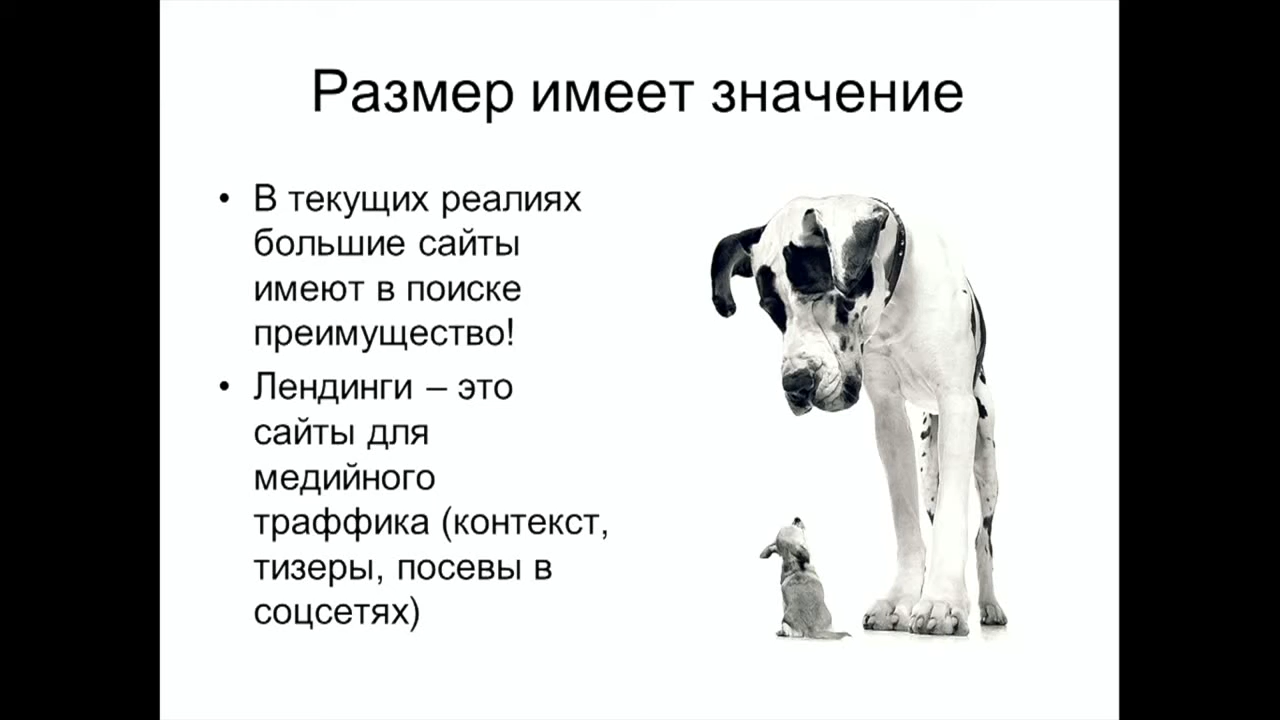 Размер имеет значение
• В текущих реалиях
большие сайты
имеют в поиске
преимущество!
• Лендинги – это
сайты для
медийного
траффика (контекст,
тизеры, посевы в
соцсетях)